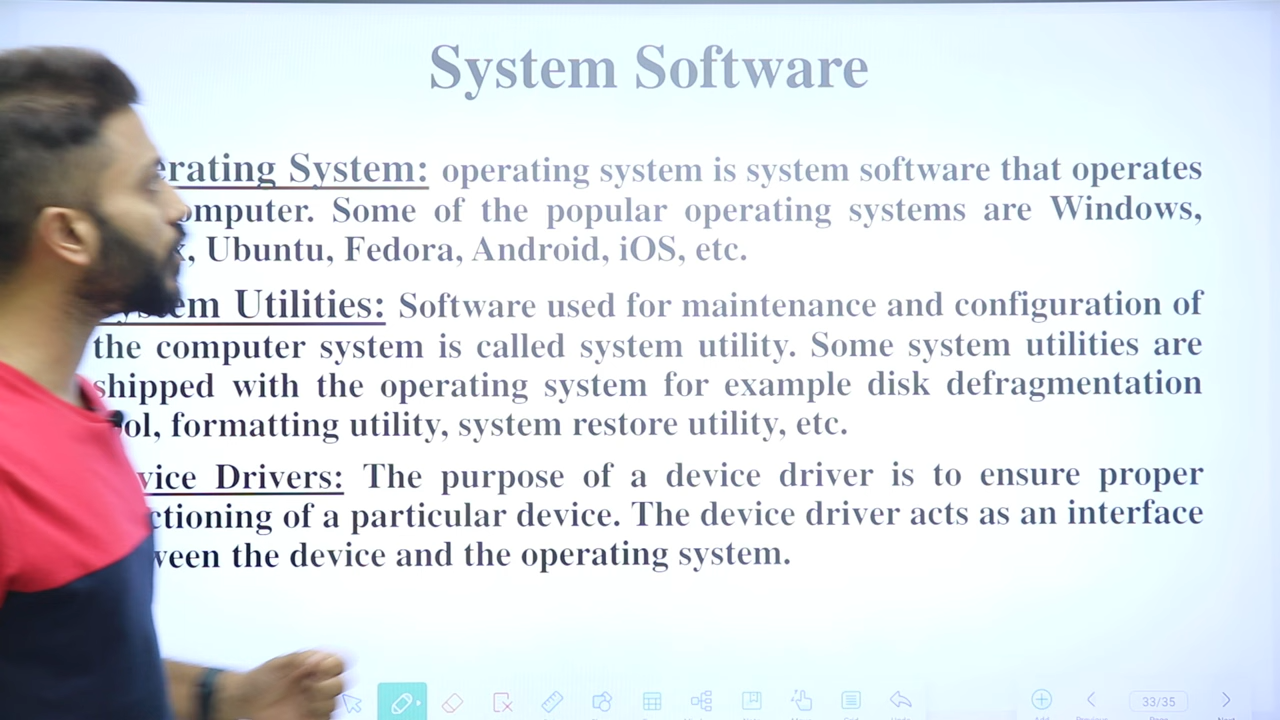 System Software
erating System: operating system is system software that operates
omputer. Some of the popular operating systems are Windows,
x, Ubuntu, Fedora, Android, iOS, etc.
System Utilities: Software used for maintenance and configuration of
the computer system is called system utility. Some system utilities are
shipped with the operating system for example disk defragmentation
ol, formatting utility, system restore utility, etc.
vice Drivers: The purpose of a device driver is to ensure proper
ctioning of a particular device. The device driver acts as an interface
ween the device and the operating system.
33/35